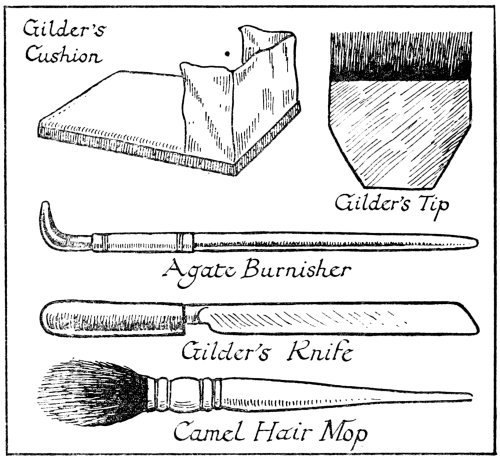 Gilder's
Cushion
Gilder's Tip
Agate Burnisher
Gilder's Knife
Camel Hair Mop